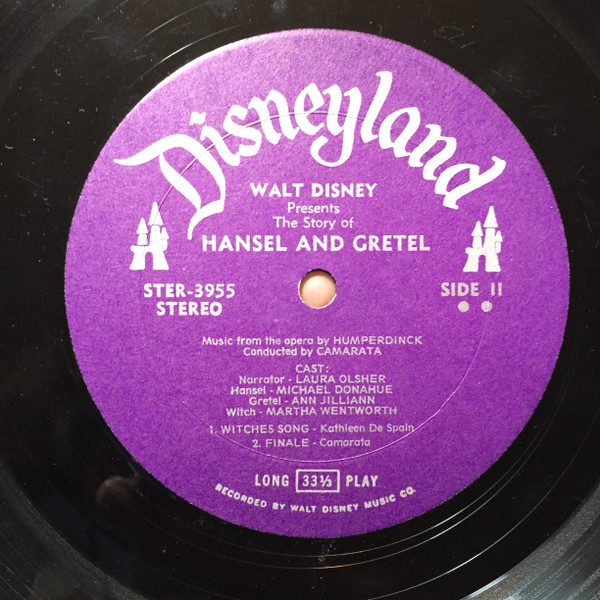 Disneyland
WALT DISNEY
Presents
The Story of
HANSEL AND GRETEL
STER-3955
STEREO
SIDE II
Music from the opera by HUMPERDINCK
Conducted by CAMARATA
CAST:
Narrator - LAURA OLSHER
Hansel - MICHAEL DONAHUE
Gretel - ANN JILLIANN
Witch - MARTHA WENTWORTH
1. WITCHES SONG - Kathleen De Spain
2. FINALE - Camarata
LONG 33⅓ PLAY
RECORDED BY WALT DISNEY MUSIC CO.